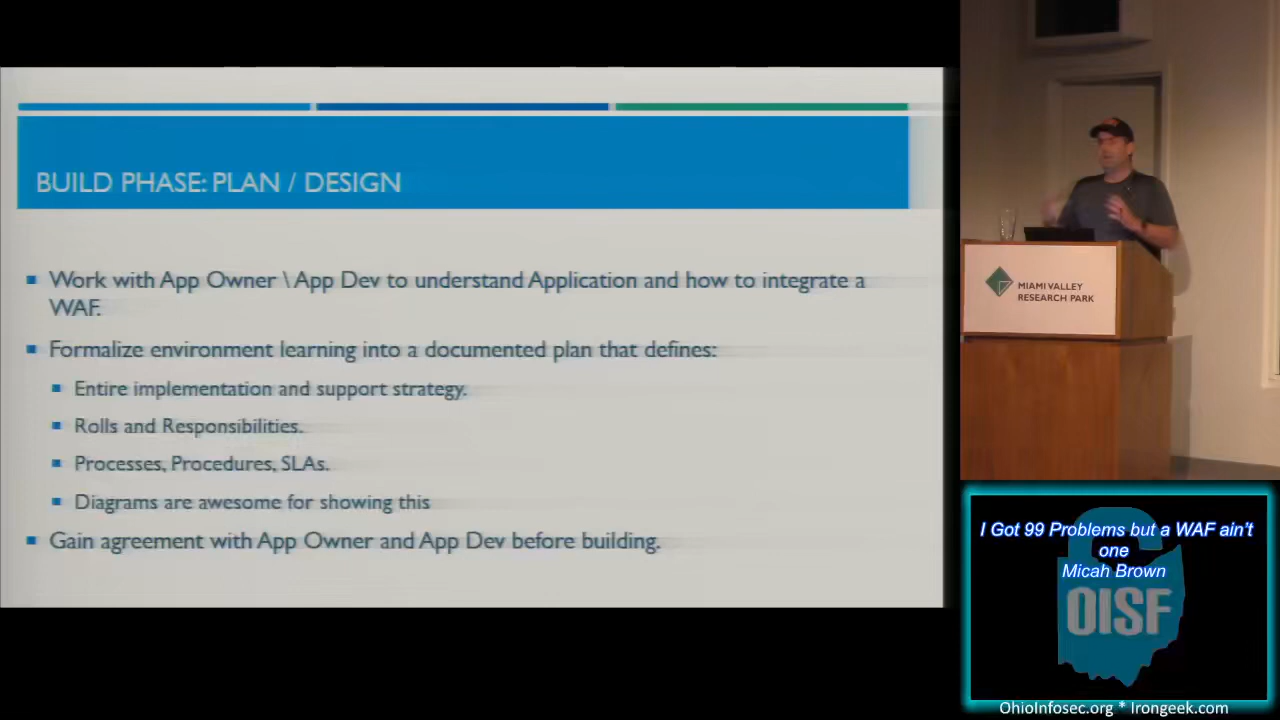 BUILD PHASE: PLAN / DESIGN
Work with App Owner \ App Dev to understand Application and how to integrate a
WAF.
Formalize environment learning into a documented plan that defines:
Entire implementation and support strategy.
Rolls and Responsibilities.
Processes, Procedures, SLAs.
Diagrams are awesome for showing this
Gain agreement with App Owner and App Dev before building.
MIAMI VALLEY
RESEARCH PARK
I Got 99 Problems but a WAF ain't
one
Micah Brown
OISF
OhioInfosec.org * Irongeek.com